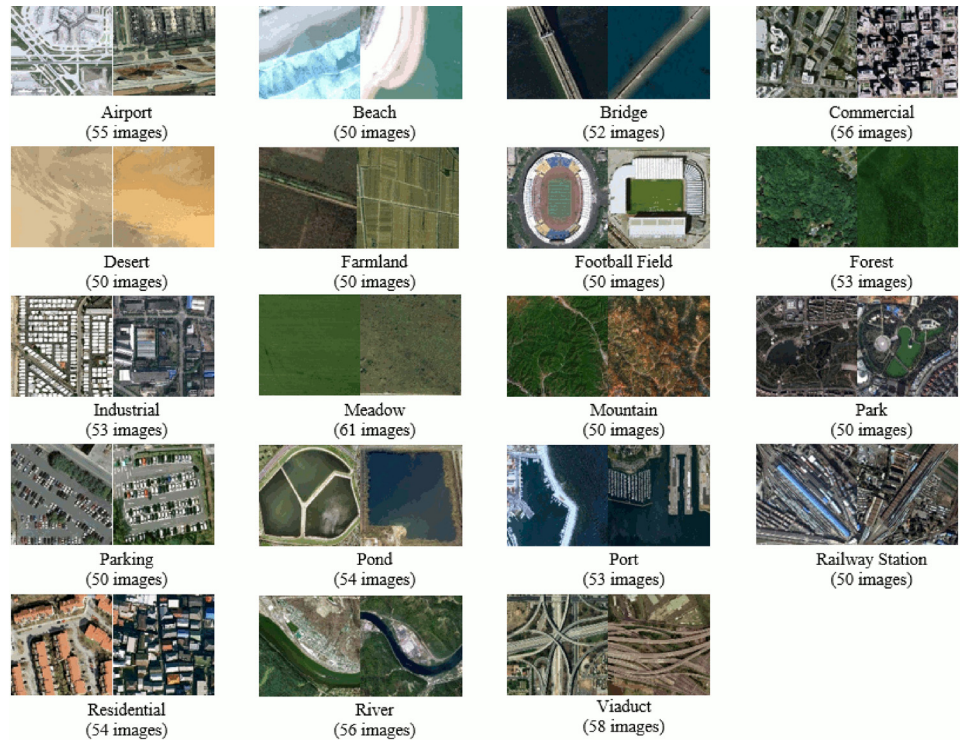 Airport
(55 images)
Beach
(50 images)
Bridge
(52 images)
Commercial
(56 images)
Desert
(50 images)
Farmland
(50 images)
Football Field
(50 images)
Forest
(53 images)
Industrial
(53 images)
Meadow
(61 images)
Mountain
(50 images)
Park
(50 images)
Parking
(50 images)
Pond
(54 images)
Port
(53 images)
Railway Station
(50 images)
Residential
(54 images)
River
(56 images)
Viaduct
(58 images)